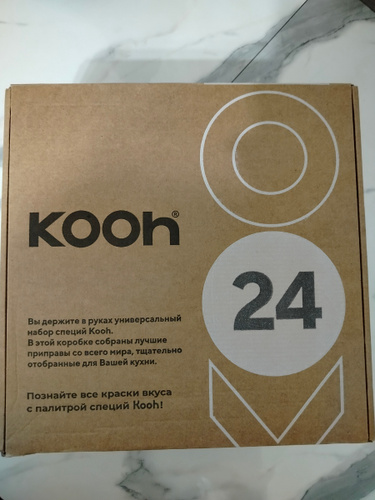 KOOh®
24
Вы держите в руках универсальный
набор специй Kooh.
В этой коробке собраны лучшие
приправы со всего мира, тщательно
отобранные для Вашей кухни.
Познайте все краски вкуса
с палитрой специй Kooh!